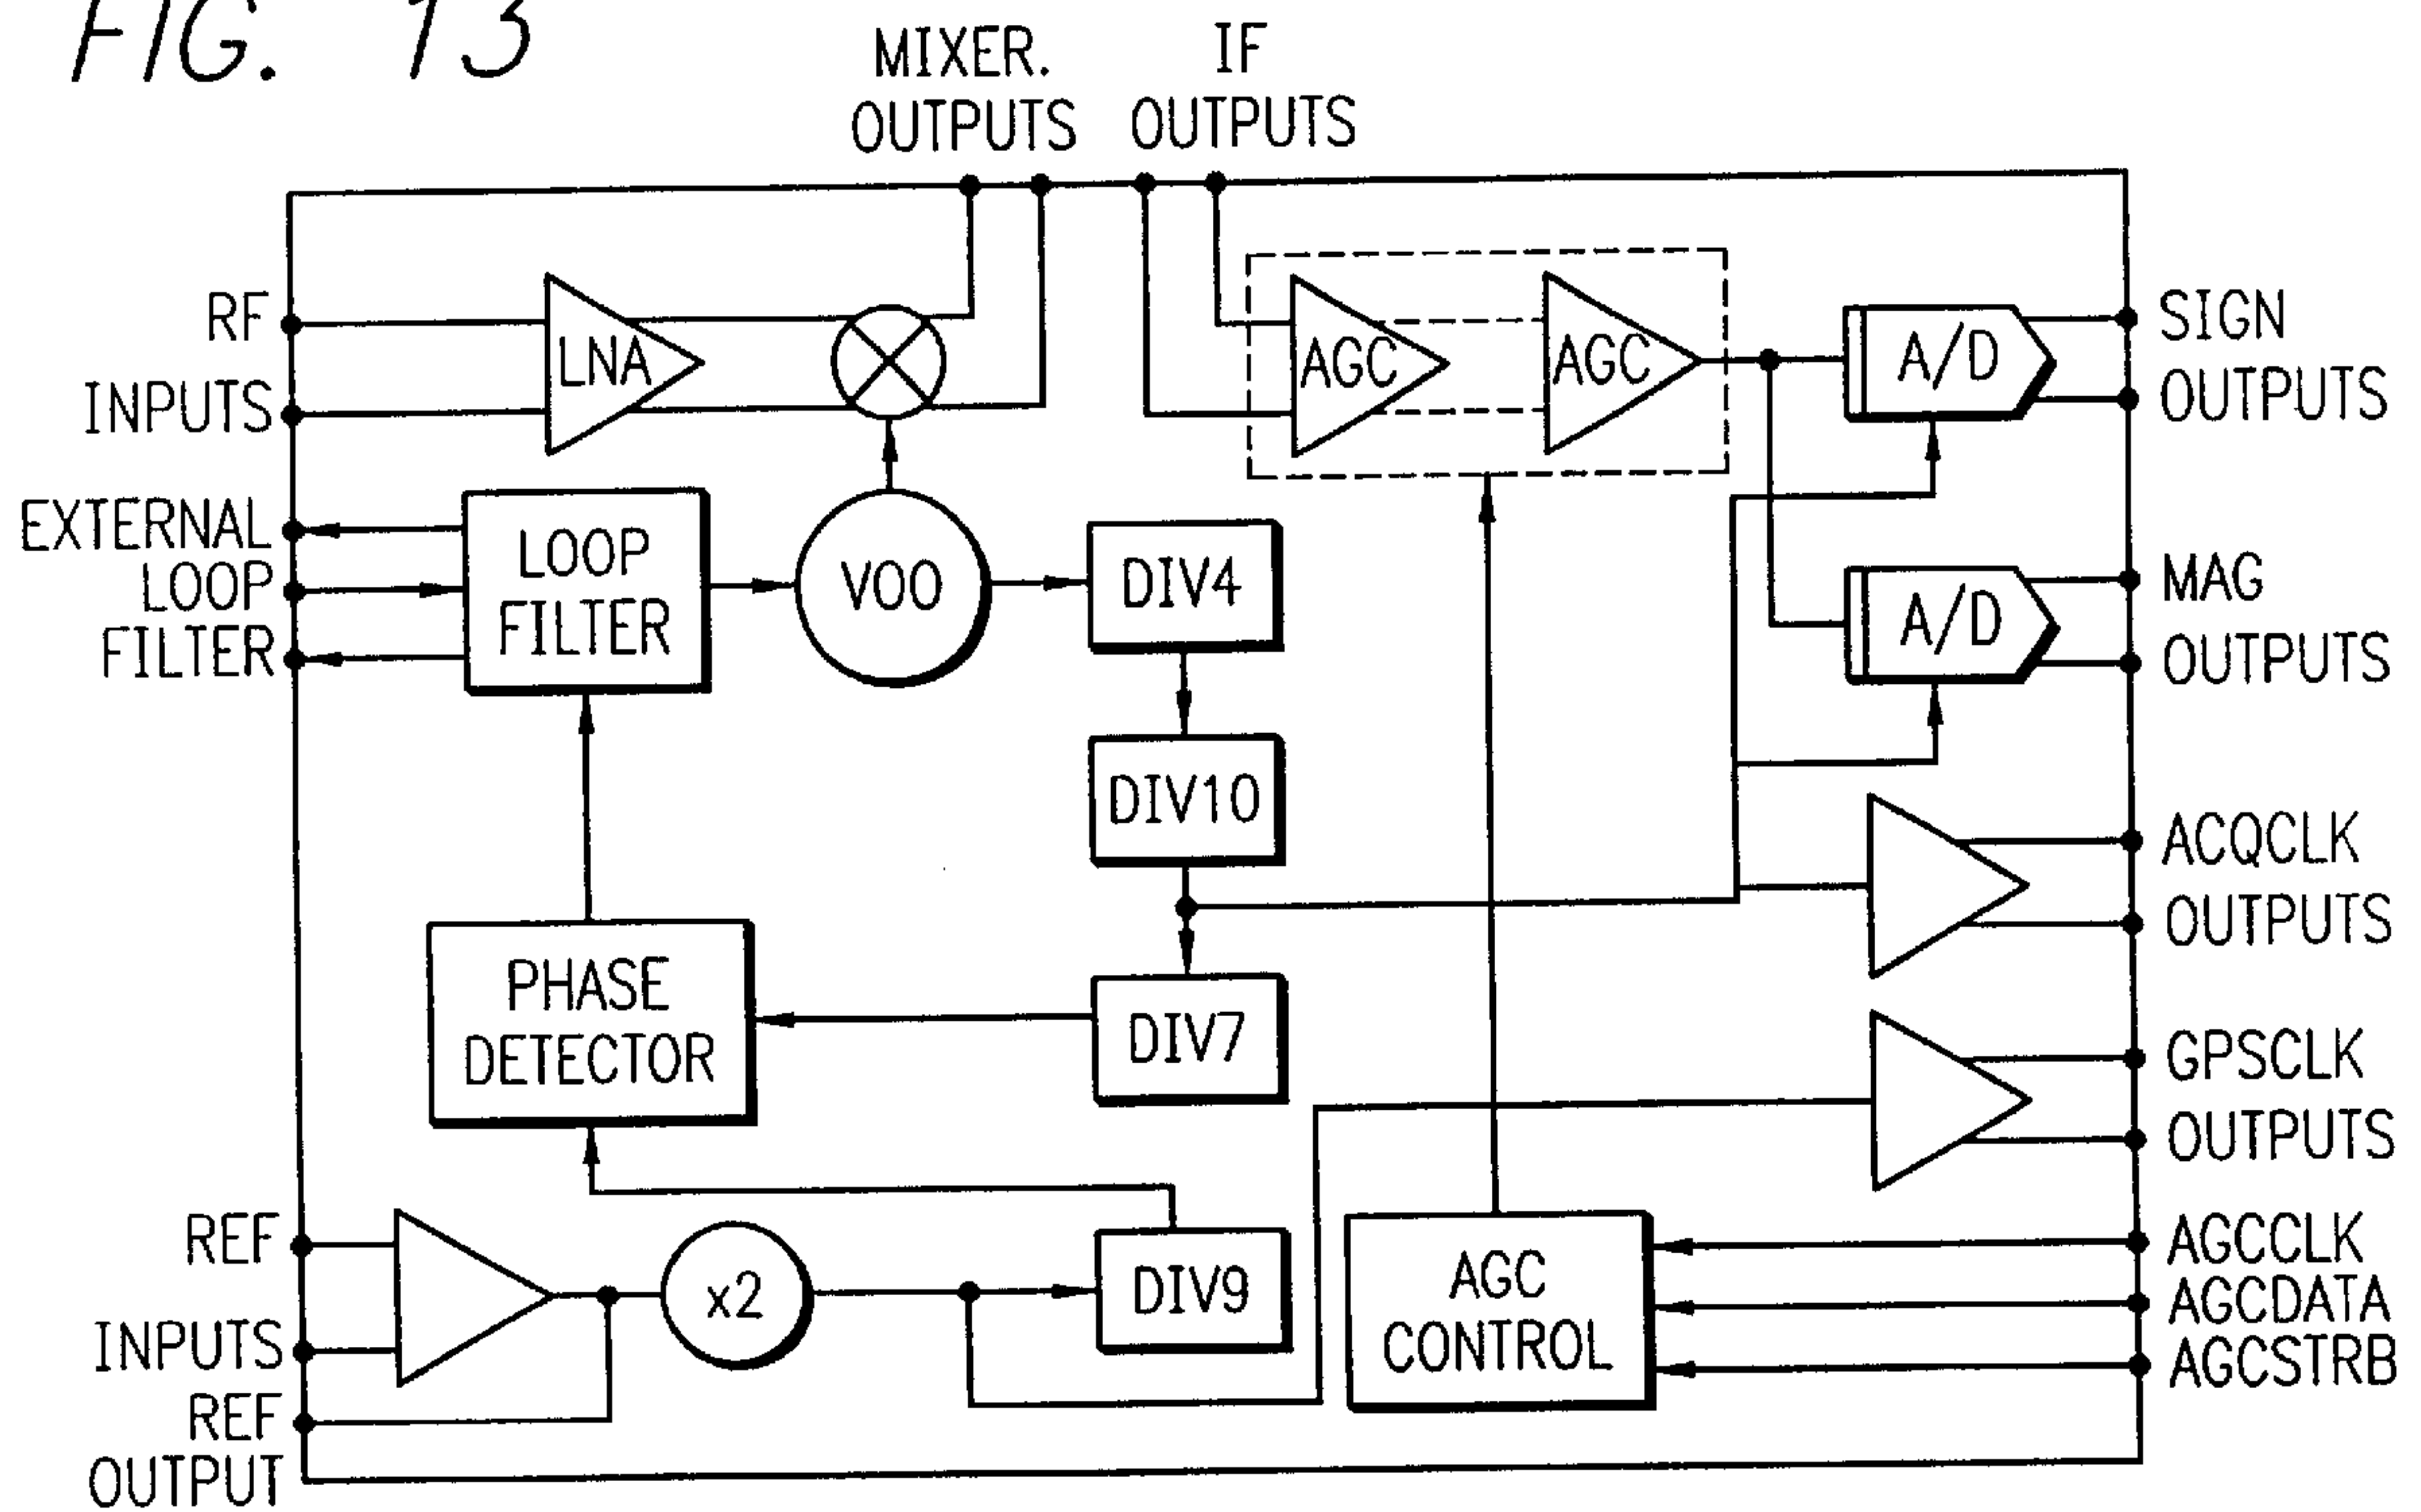 FIG. 13
MIXER.
OUTPUTS
IF
OUTPUTS
RF
INPUTS
LNA
AGC
AGC
A/D
SIGN
OUTPUTS
EXTERNAL
LOOP
FILTER
LOOP
FILTER
VOO
DIV4
A/D
MAG
OUTPUTS
DIV10
ACQCLK
OUTPUTS
PHASE
DETECTOR
DIV7
GPSCLK
OUTPUTS
REF
INPUTS
REF
OUTPUT
x2
DIV9
AGC
CONTROL
AGCCLK
AGCDATA
AGCSTRB